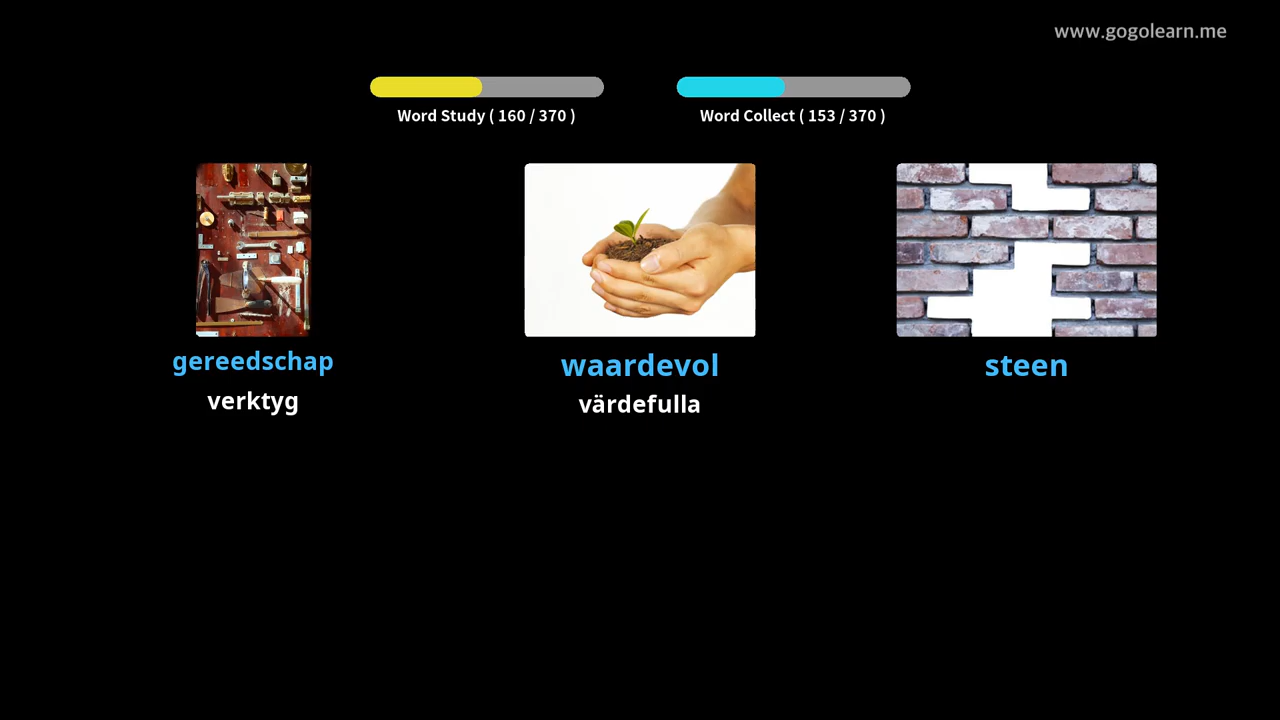 www.gogolearn.me
Word Study ( 160 / 370 )
Word Collect ( 153 / 370 )
gereedschap
verktyg
waardevol
värdefulla
steen